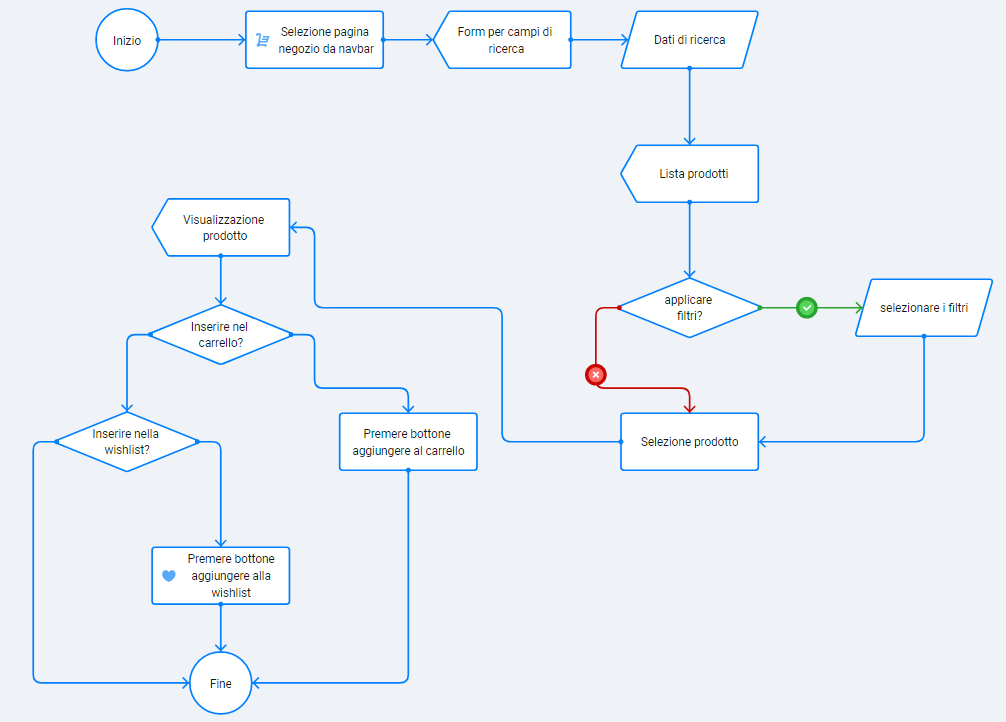 Inizio
Selezione pagina
negozio da navbar
Form per campi di
ricerca
Dati di ricerca
Lista prodotti
applicare
filtri?
selezionare i filtri
Selezione prodotto
Visualizzazione
prodotto
Inserire nel
carrello?
Premere bottone
aggiungere al carrello
Inserire nella
wishlist?
Premere bottone
aggiungere alla
wishlist
Fine